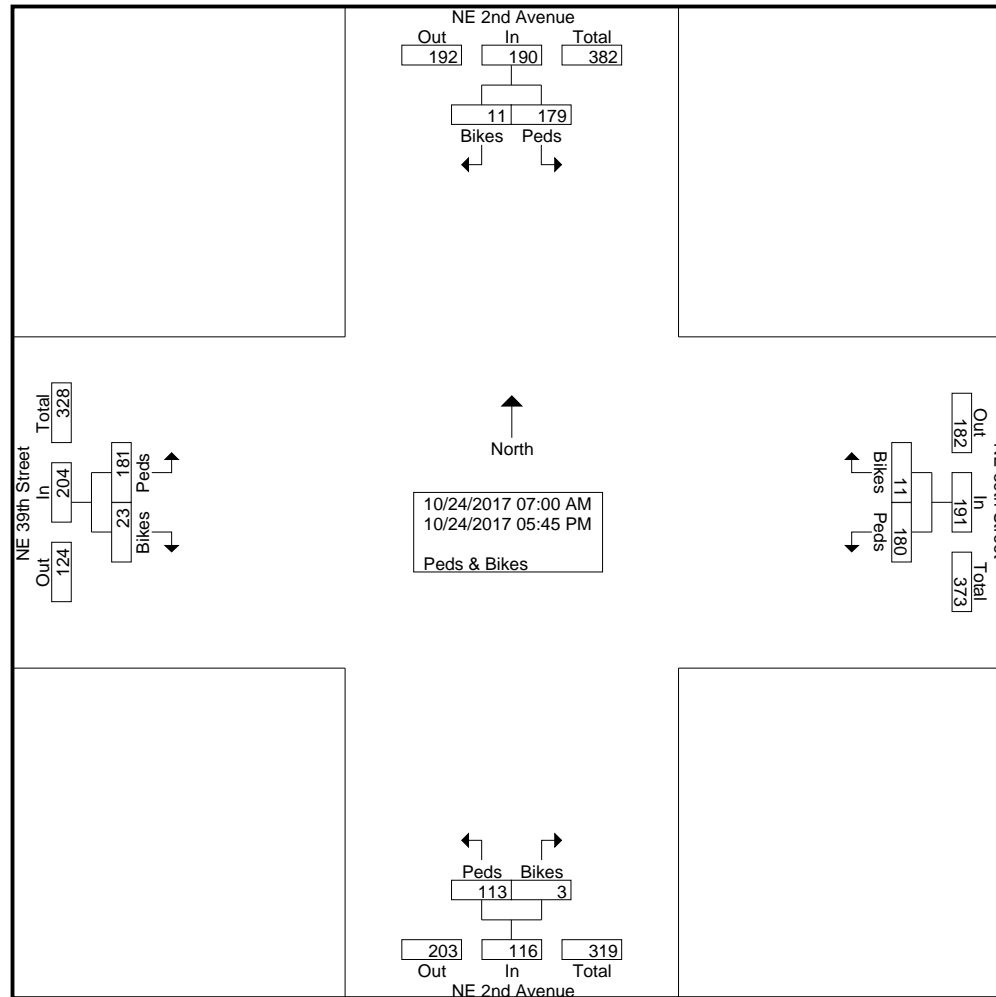 NE 2nd Avenue
Out In Total
192 190 382
11 179
Bikes Peds
NE 39th Street
Total In Out
328 204 124
181 23
Peds Bikes
North
10/24/2017 07:00 AM
10/24/2017 05:45 PM
Peds & Bikes
Bikes Peds
11 180
Out In Total
182 191 373
Peds Bikes
113 3
203 116 319
Out In Total
NE 2nd Avenue